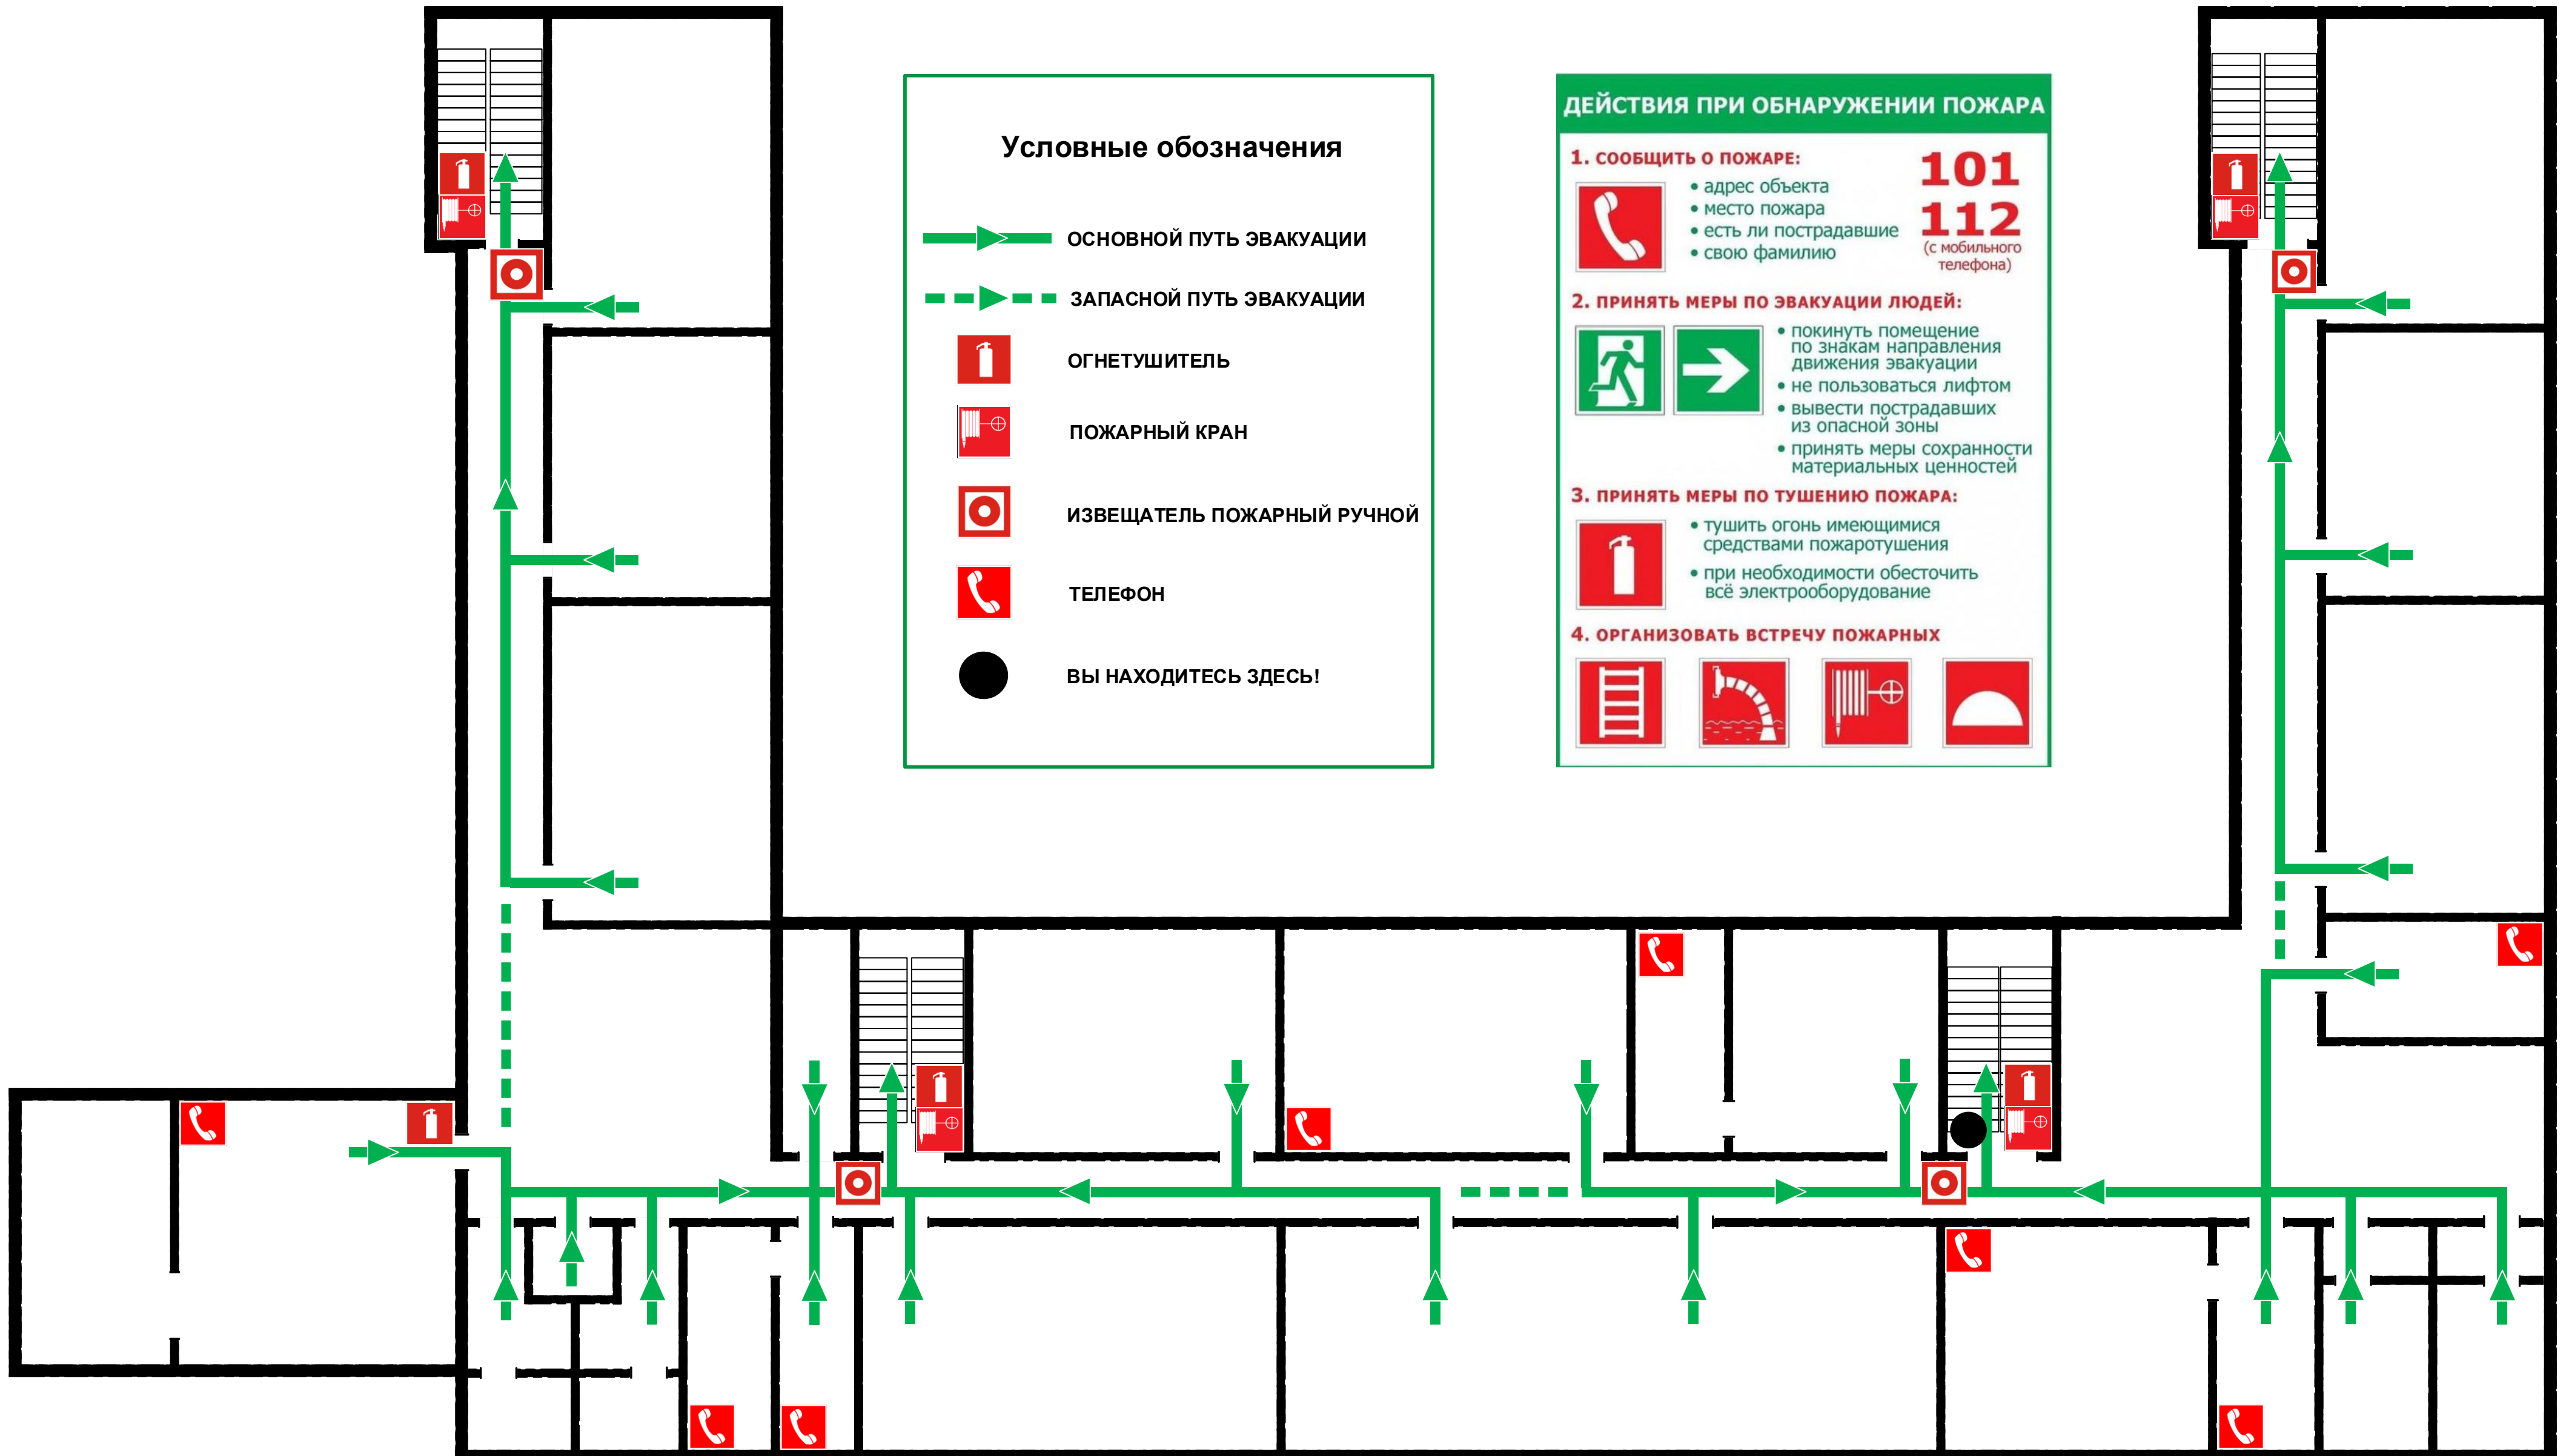 Условные обозначения
ОСНОВНОЙ ПУТЬ ЭВАКУАЦИИ
ЗАПАСНОЙ ПУТЬ ЭВАКУАЦИИ
ОГНЕТУШИТЕЛЬ
ПОЖАРНЫЙ КРАН
ИЗВЕЩАТЕЛЬ ПОЖАРНЫЙ РУЧНОЙ
ТЕЛЕФОН
ВЫ НАХОДИТЕСЬ ЗДЕСЬ!
ДЕЙСТВИЯ ПРИ ОБНАРУЖЕНИИ ПОЖАРА
1. СООБЩИТЬ О ПОЖАРЕ:
• адрес объекта
• место пожара
• есть ли пострадавшие
• свою фамилию
101
112
(с мобильного
телефона)
2. ПРИНЯТЬ МЕРЫ ПО ЭВАКУАЦИИ ЛЮДЕЙ:
• покинуть помещение
по знакам направления
движения эвакуации
• не пользоваться лифтом
• вывести пострадавших
из опасной зоны
• принять меры сохранности
материальных ценностей
3. ПРИНЯТЬ МЕРЫ ПО ТУШЕНИЮ ПОЖАРА:
• тушить огонь имеющимися
средствами пожаротушения
• при необходимости обесточить
всё электрооборудование
4. ОРГАНИЗОВАТЬ ВСТРЕЧУ ПОЖАРНЫХ